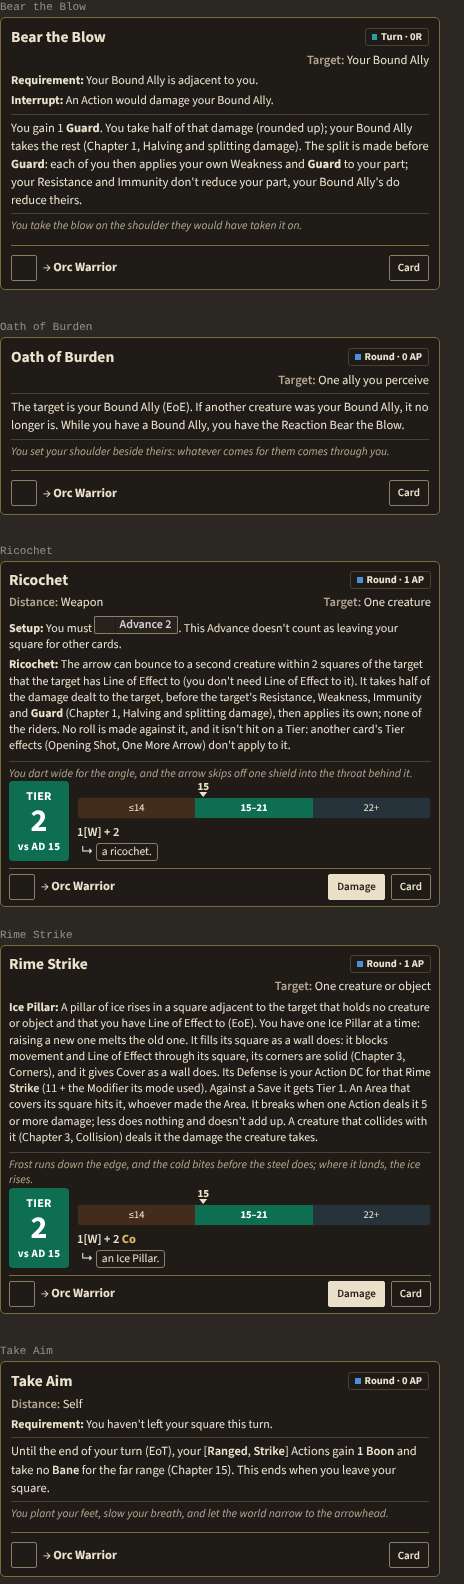 Bear the Blow
Bear the Blow
Turn · 0R
Target: Your Bound Ally
Requirement: Your Bound Ally is adjacent to you.
Interrupt: An Action would damage your Bound Ally.
You gain 1 Guard. You take half of that damage (rounded up); your Bound Ally
takes the rest (Chapter 1, Halving and splitting damage). The split is made before
Guard: each of you then applies your own Weakness and Guard to your part;
your Resistance and Immunity don't reduce your part, your Bound Ally's do
reduce theirs.
You take the blow on the shoulder they would have taken it on.
→ Orc Warrior
Card
Oath of Burden
Oath of Burden
Round · 0 AP
Target: One ally you perceive
The target is your Bound Ally (EoE). If another creature was your Bound Ally, it no
longer is. While you have a Bound Ally, you have the Reaction Bear the Blow.
You set your shoulder beside theirs: whatever comes for them comes through you.
→ Orc Warrior
Card
Ricochet
Ricochet
Round · 1 AP
Distance: Weapon
Target: One creature
Setup: You must Advance 2 . This Advance doesn't count as leaving your
square for other cards.
Ricochet: The arrow can bounce to a second creature within 2 squares of the target
that the target has Line of Effect to (you don't need Line of Effect to it). It takes half of
the damage dealt to the target, before the target's Resistance, Weakness, Immunity
and Guard (Chapter 1, Halving and splitting damage), then applies its own; none of
the riders. No roll is made against it, and it isn't hit on a Tier: another card's Tier
effects (Opening Shot, One More Arrow) don't apply to it.
You dart wide for the angle, and the arrow skips off one shield into the throat behind it.
TIER
2
vs AD 15
15
≤14
15–21
22+
1[W] + 2
↪ a ricochet.
→ Orc Warrior
Damage
Card
Rime Strike
Rime Strike
Round · 1 AP
Target: One creature or object
Ice Pillar: A pillar of ice rises in a square adjacent to the target that holds no creature
or object and that you have Line of Effect to (EoE). You have one Ice Pillar at a time:
raising a new one melts the old one. It fills its square as a wall does: it blocks
movement and Line of Effect through its square, its corners are solid (Chapter 3,
Corners), and it gives Cover as a wall does. Its Defense is your Action DC for that Rime
Strike (11 + the Modifier its mode used). Against a Save it gets Tier 1. An Area that
covers its square hits it, whoever made the Area. It breaks when one Action deals it 5
or more damage; less does nothing and doesn't add up. A creature that collides with
it (Chapter 3, Collision) deals it the damage the creature takes.
Frost runs down the edge, and the cold bites before the steel does; where it lands, the ice
rises.
TIER
2
vs AD 15
15
≤14
15–21
22+
1[W] + 2 Co
↪ an Ice Pillar.
→ Orc Warrior
Damage
Card
Take Aim
Take Aim
Round · 0 AP
Distance: Self
Requirement: You haven't left your square this turn.
Until the end of your turn (EoT), your [Ranged, Strike] Actions gain 1 Boon and
take no Bane for the far range (Chapter 15). This ends when you leave your
square.
You plant your feet, slow your breath, and let the world narrow to the arrowhead.
→ Orc Warrior
Card